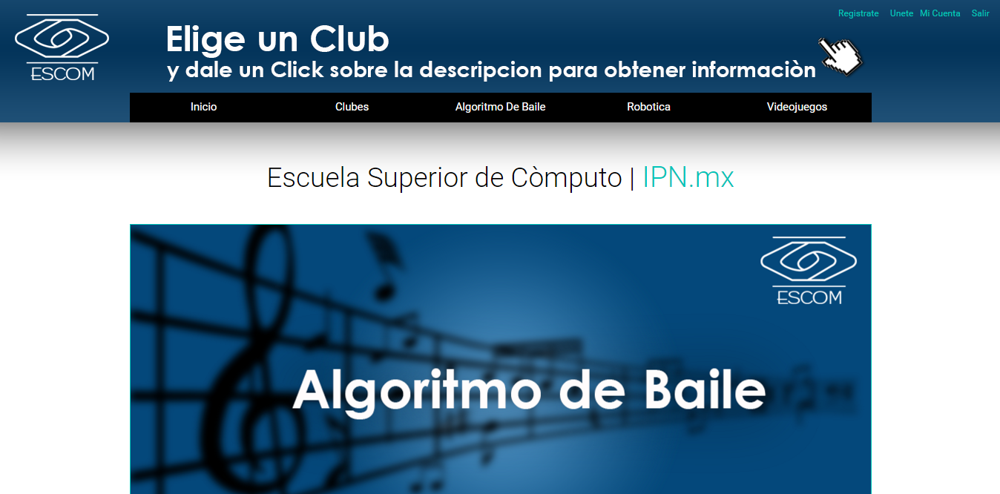 Registrate Unete Mi Cuenta Salir
ESCOM
Elige un Club
y dale un Click sobre la descripcion para obtener informaciòn
Inicio Clubes Algoritmo De Baile Robotica Videojuegos
Escuela Superior de Còmputo | IPN.mx
ESCOM
Algoritmo de Baile